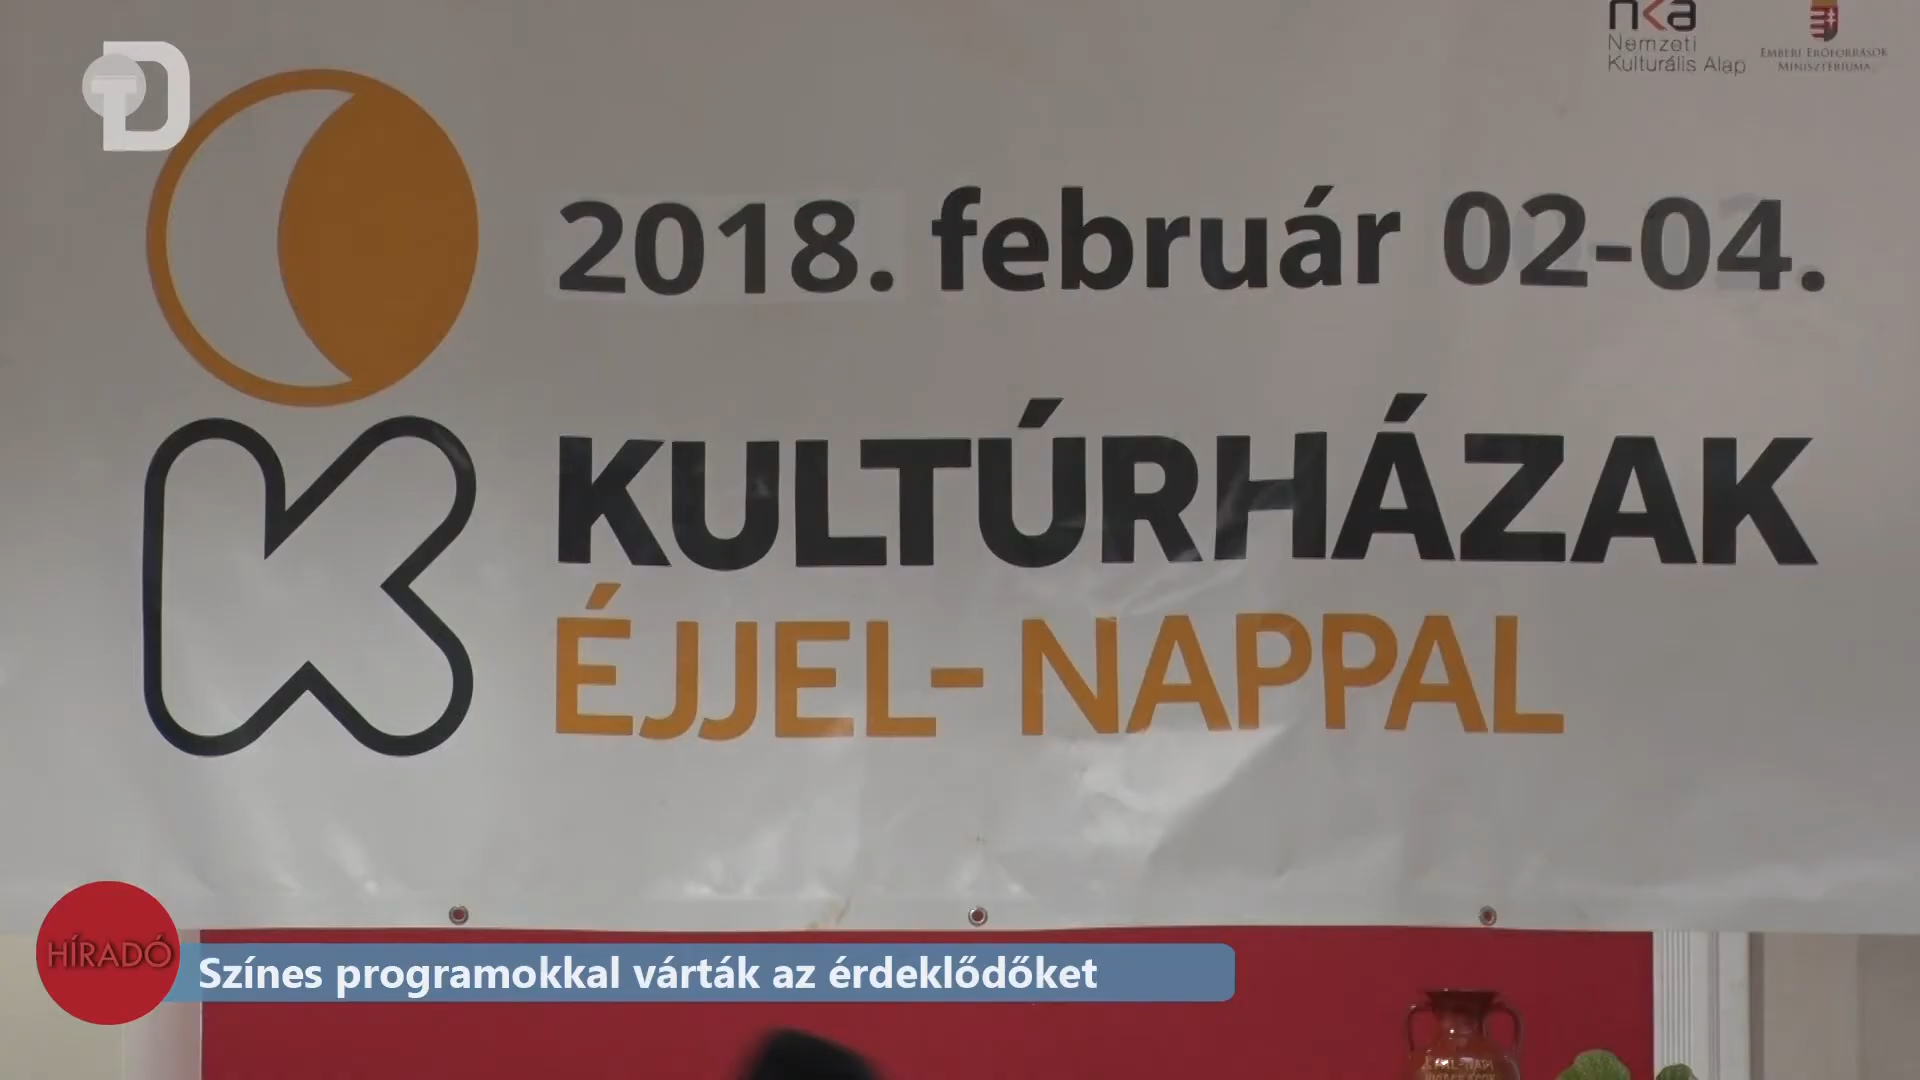 nka
Nemzeti
Kulturális Alap
EMBERI ERŐFORRÁSOK
MINISZTÉRIUMA
TD
2018. február 02-04.
K
KULTÚRHÁZAK
ÉJJEL- NAPPAL
HÍRADÓ
Színes programokkal várták az érdeklődőket